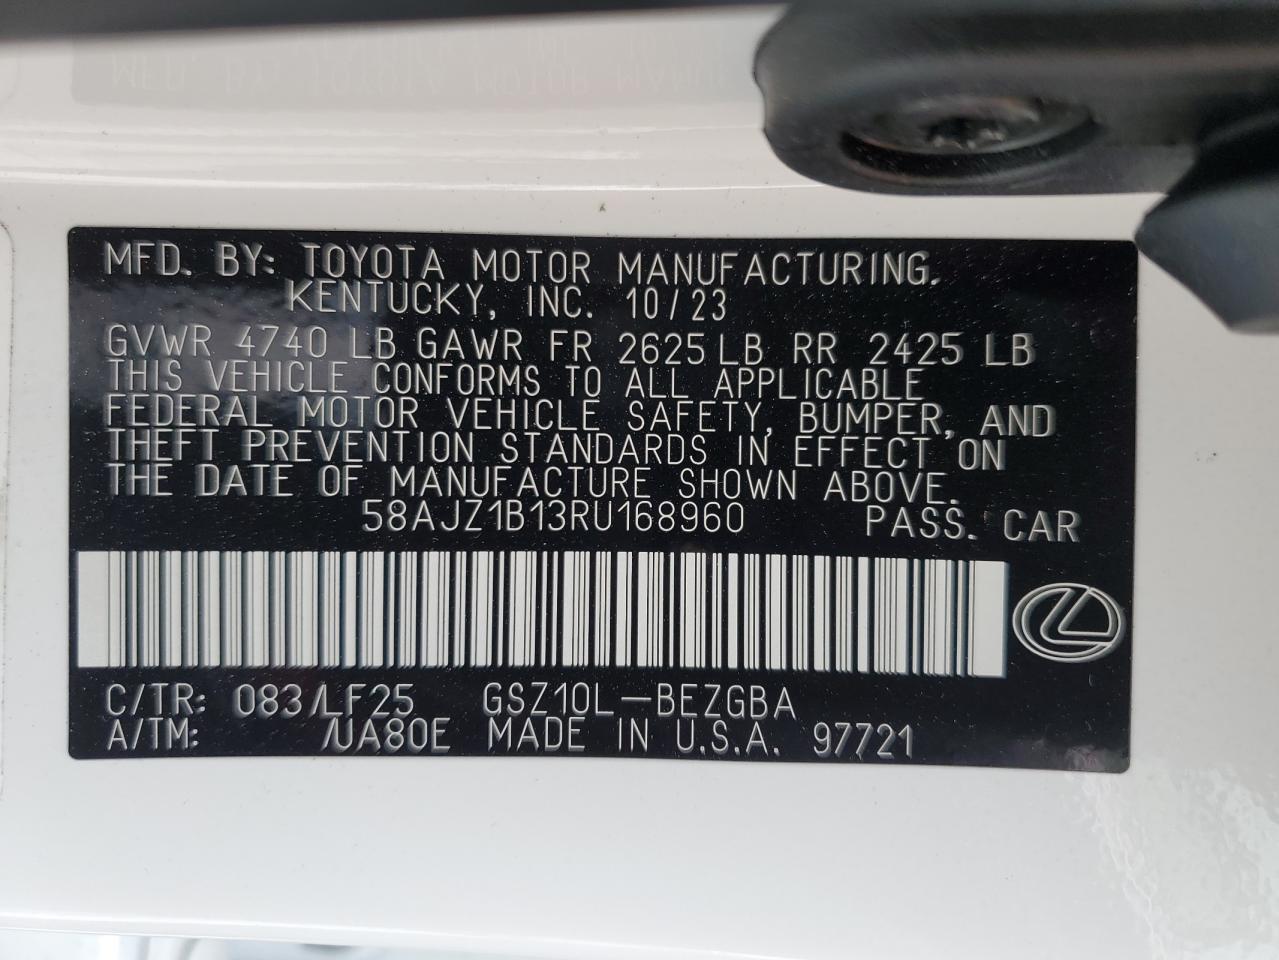 MFD. BY: TOYOTA MOTOR MANUFACTURING.
KENTUCKY, INC. 10/23
GVWR 4740 LB GAWR FR 2625 LB RR 2425 LB
THIS VEHICLE CONFORMS TO ALL APPLICABLE
FEDERAL MOTOR VEHICLE SAFETY, BUMPER, AND
THEFT PREVENTION STANDARDS IN EFFECT ON
THE DATE OF MANUFACTURE SHOWN ABOVE.
58AJZ1B13RU168960 PASS. CAR
C/TR: 083/LF25 GSZ10L-BEZGBA
A/TM: /UA80E MADE IN U.S.A. 97721